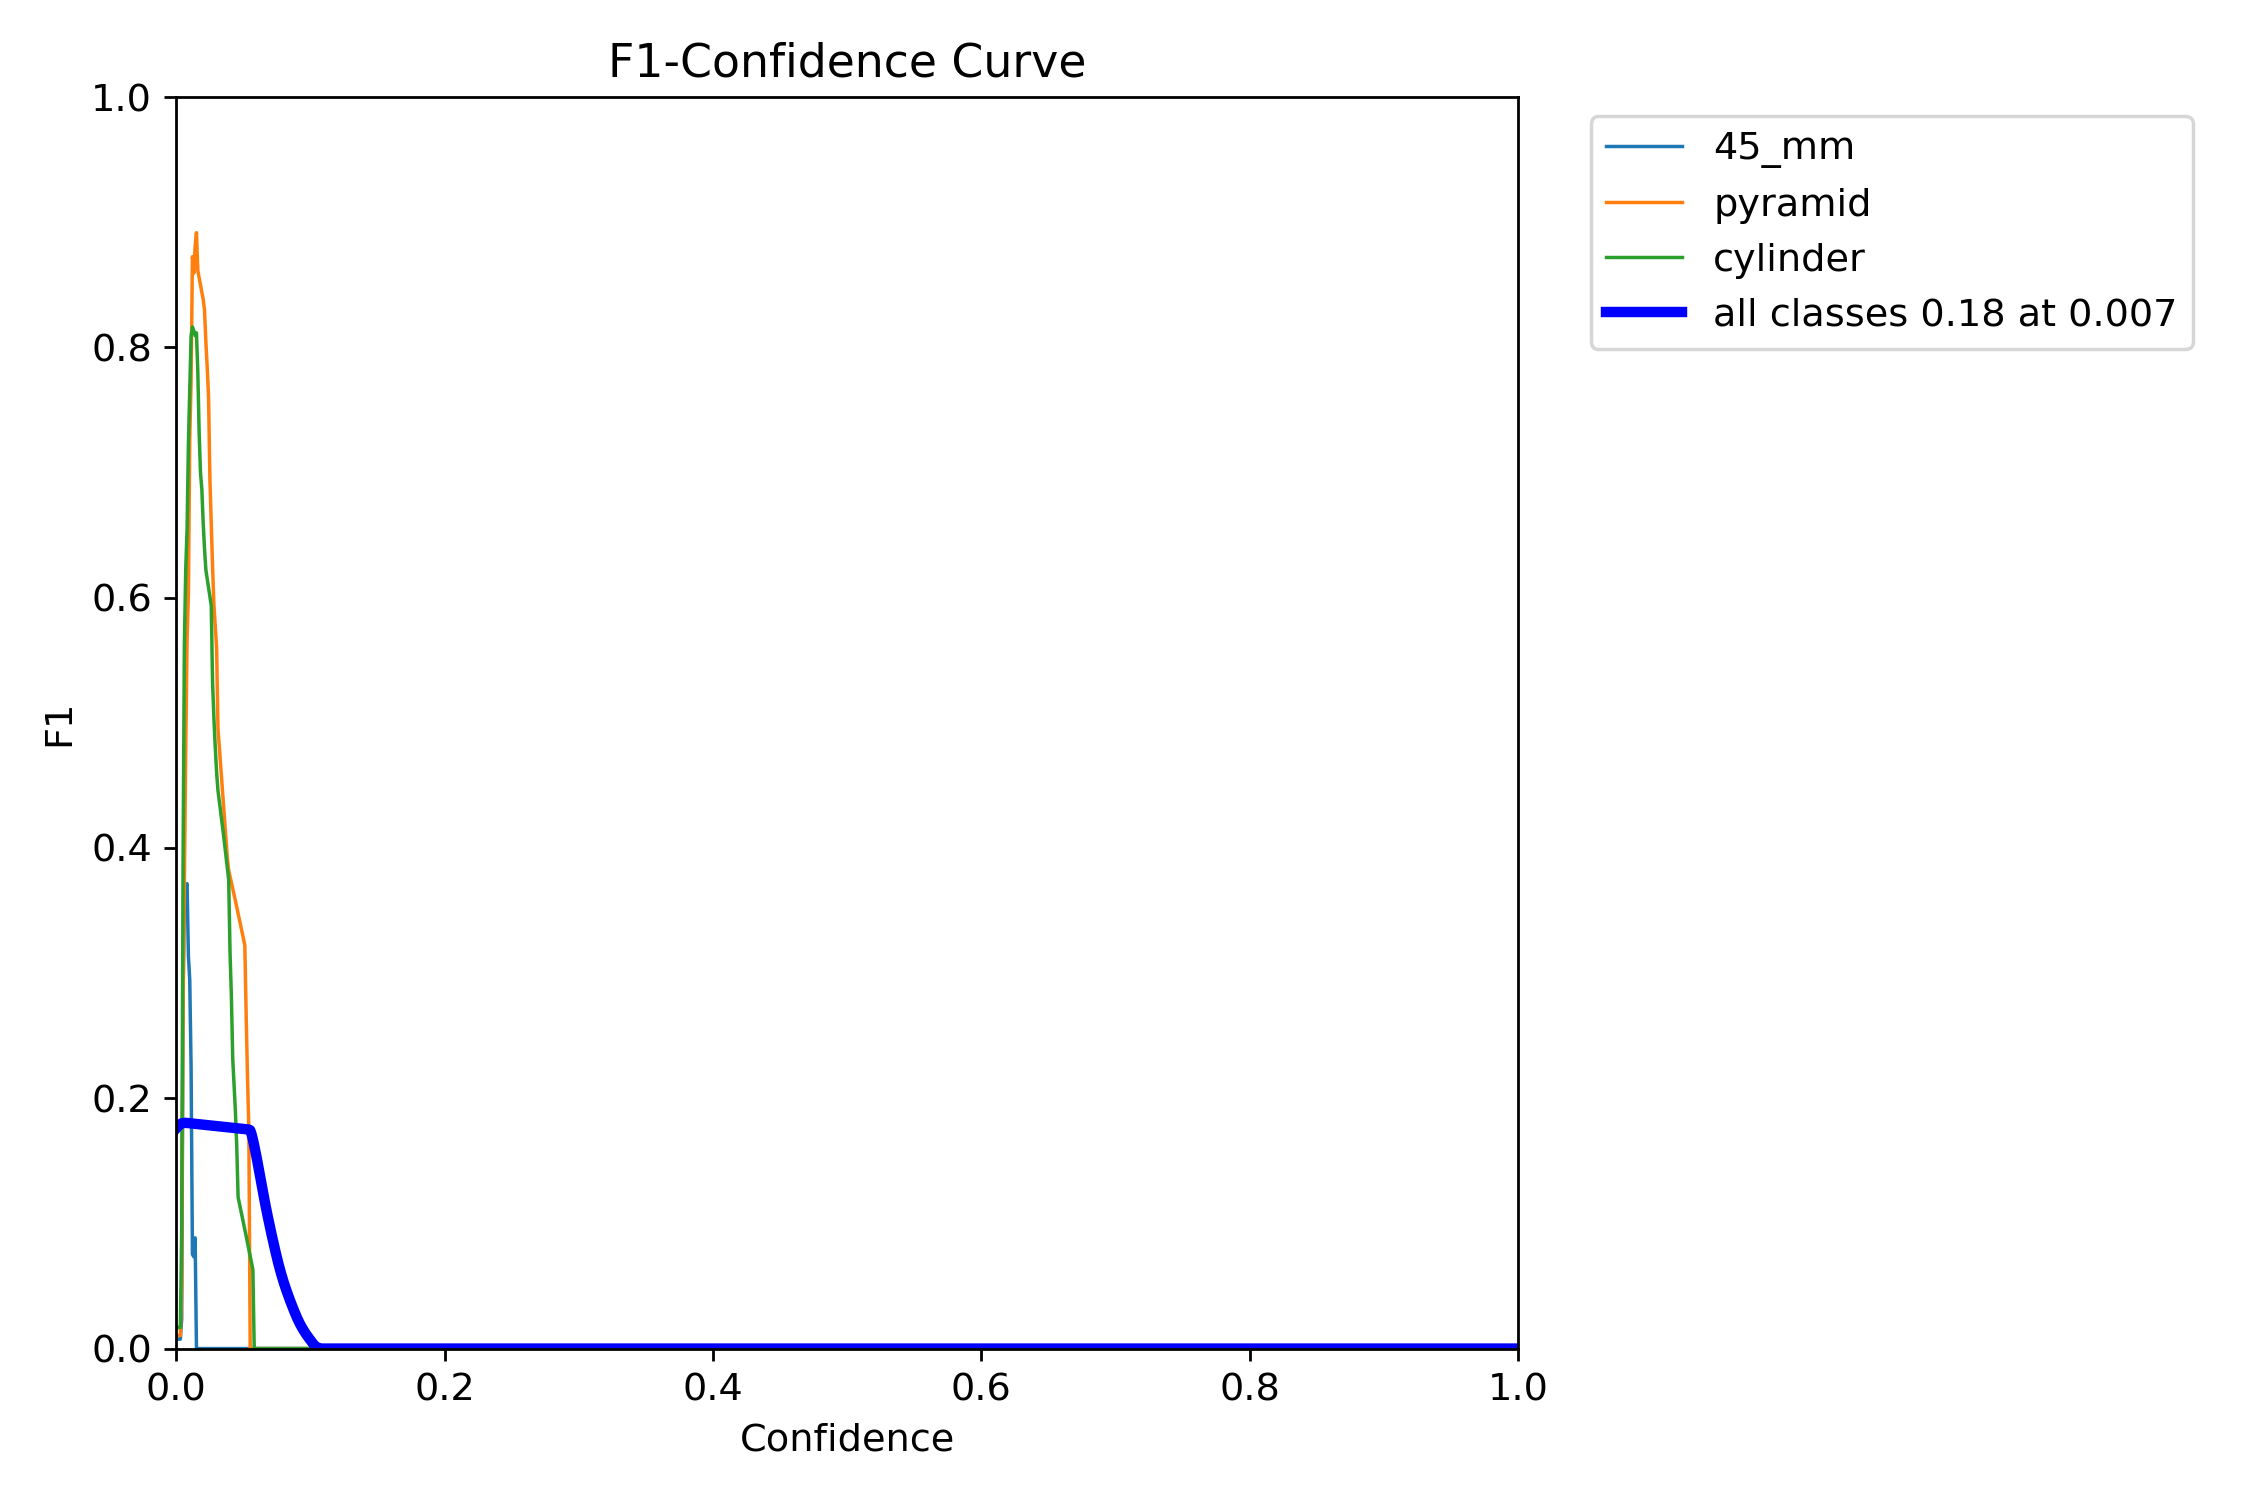 F1-Confidence Curve
1.0
0.8
0.6
0.4
0.2
0.0
F1
0.0 0.2 0.4 0.6 0.8 1.0
Confidence
45_mm
pyramid
cylinder
all classes 0.18 at 0.007